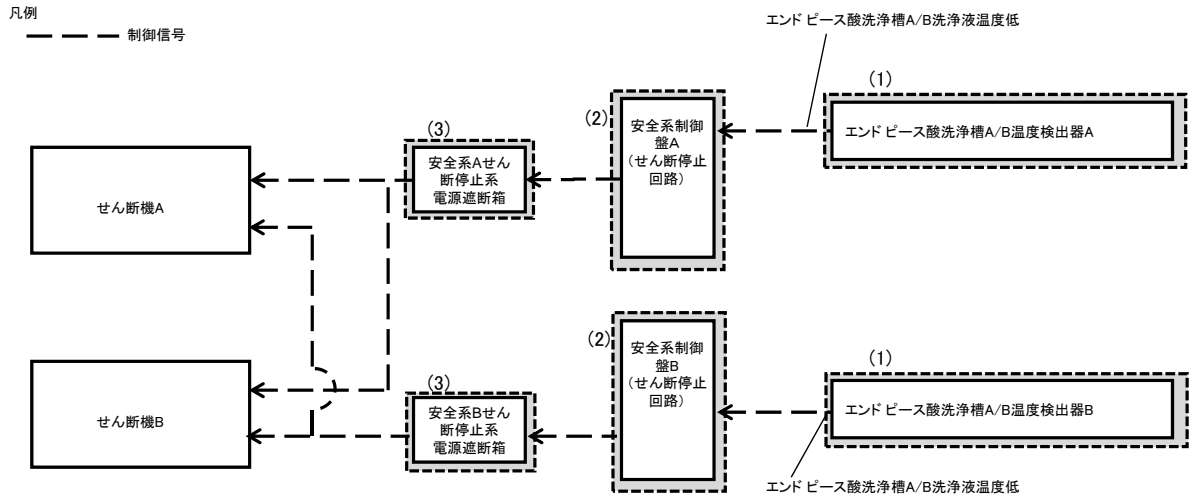 凡例
制御信号
エンドピース酸洗浄槽A/B洗浄液温度低
(1)
エンドピース酸洗浄槽A/B温度検出器A
(2)
安全系制御
盤A
(せん断停止
回路)
(3)
安全系Aせん
断停止系
電源遮断箱
せん断機A
(1)
エンドピース酸洗浄槽A/B温度検出器B
エンドピース酸洗浄槽A/B洗浄液温度低
(2)
安全系制御
盤B
(せん断停止
回路)
(3)
安全系Bせん
断停止系
電源遮断箱
せん断機B